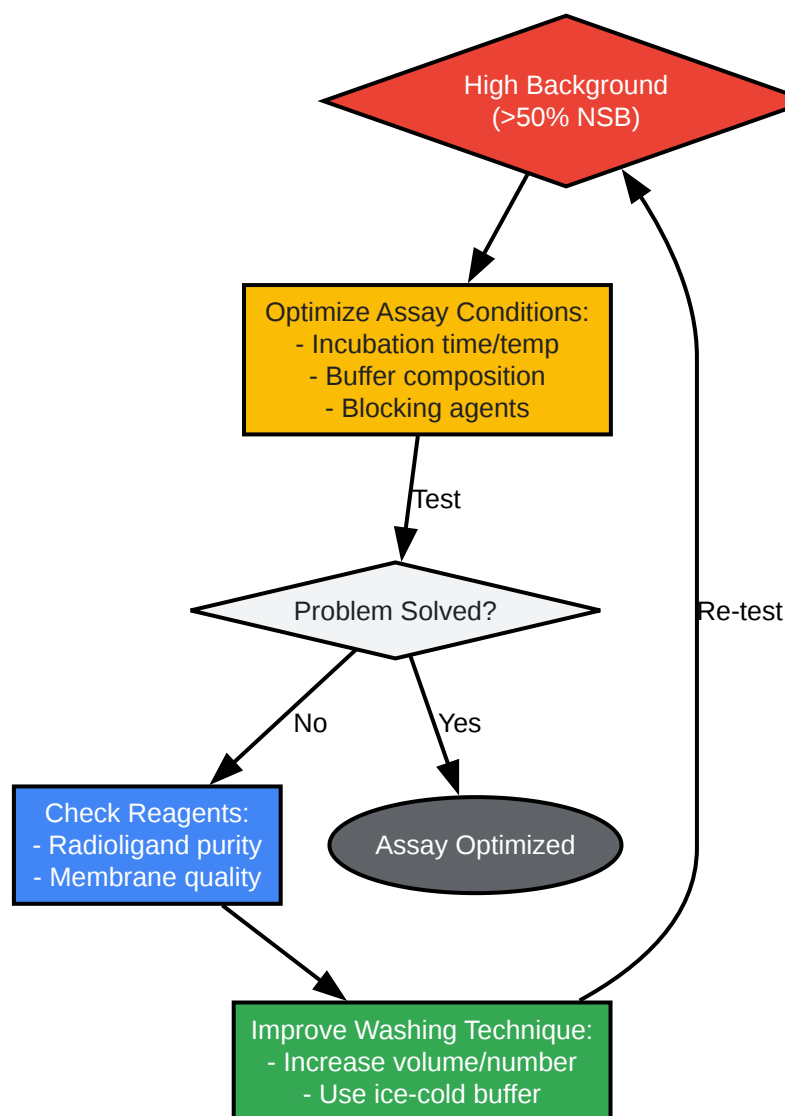 High Background
(>50% NSB)
Optimize Assay Conditions:
- Incubation time/temp
- Buffer composition
- Blocking agents
Test
Problem Solved?
Re-test
No
Yes
Check Reagents:
- Radioligand purity
- Membrane quality
Assay Optimized
Improve Washing Technique:
- Increase volume/number
- Use ice-cold buffer